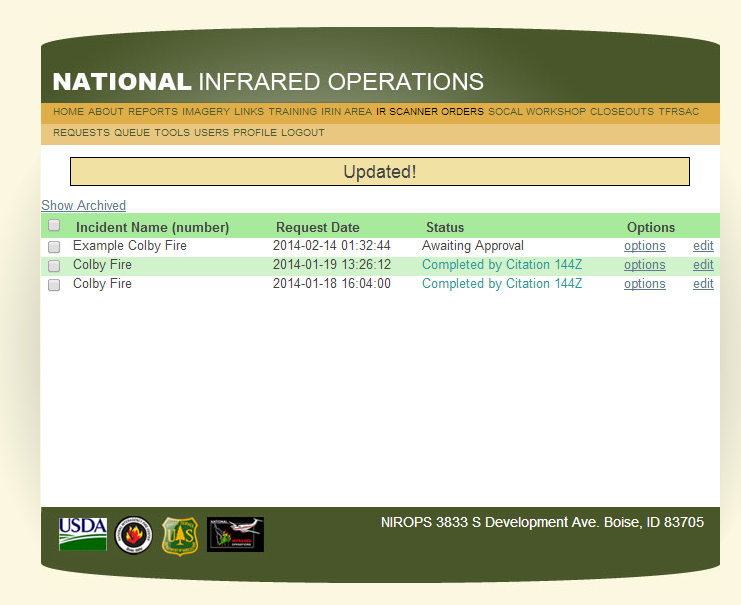 NATIONAL INFRARED OPERATIONS
HOME ABOUT REPORTS IMAGERY LINKS TRAINING IRIN AREA IR SCANNER ORDERS SOCAL WORKSHOP CLOSEOUTS TFRSAC
REQUESTS QUEUE TOOLS USERS PROFILE LOGOUT
Updated!
Show Archived
Incident Name (number) Request Date Status Options
Example Colby Fire 2014-02-14 01:32:44 Awaiting Approval options edit
Colby Fire 2014-01-19 13:26:12 Completed by Citation 144Z options edit
Colby Fire 2014-01-18 16:04:00 Completed by Citation 144Z options edit
NIROPS 3833 S Development Ave. Boise, ID 83705
USDA
UAS